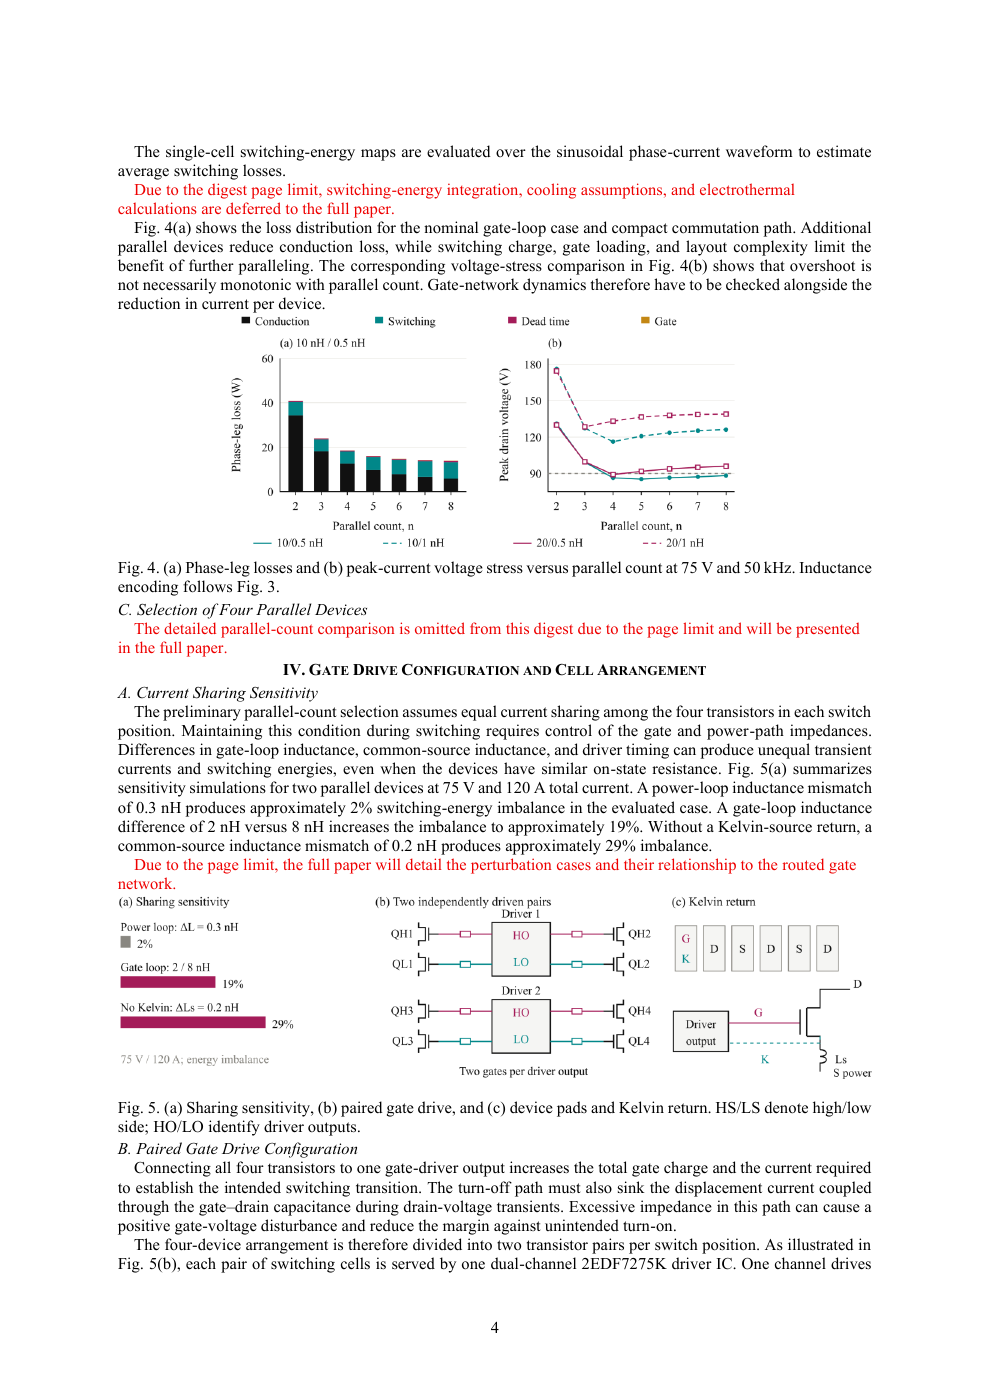 The single-cell switching-energy maps are evaluated over the sinusoidal phase-current waveform to estimate
average switching losses.
Due to the digest page limit, switching-energy integration, cooling assumptions, and electrothermal
calculations are deferred to the full paper.
Fig. 4(a) shows the loss distribution for the nominal gate-loop case and compact commutation path. Additional
parallel devices reduce conduction loss, while switching charge, gate loading, and layout complexity limit the
benefit of further paralleling. The corresponding voltage-stress comparison in Fig. 4(b) shows that overshoot is
not necessarily monotonic with parallel count. Gate-network dynamics therefore have to be checked alongside the
reduction in current per device.
Conduction Switching Dead time Gate
(a) 10 nH / 0.5 nH
60
40
20
0
Phase-leg loss (W)
2 3 4 5 6 7 8
Parallel count, n
(b)
180
150
120
90
Peak drain voltage (V)
2 3 4 5 6 7 8
Parallel count, n
10/0.5 nH 10/1 nH 20/0.5 nH 20/1 nH
Fig. 4. (a) Phase-leg losses and (b) peak-current voltage stress versus parallel count at 75 V and 50 kHz. Inductance
encoding follows Fig. 3.
C. Selection of Four Parallel Devices
The detailed parallel-count comparison is omitted from this digest due to the page limit and will be presented
in the full paper.
IV. GATE DRIVE CONFIGURATION AND CELL ARRANGEMENT
A. Current Sharing Sensitivity
The preliminary parallel-count selection assumes equal current sharing among the four transistors in each switch
position. Maintaining this condition during switching requires control of the gate and power-path impedances.
Differences in gate-loop inductance, common-source inductance, and driver timing can produce unequal transient
currents and switching energies, even when the devices have similar on-state resistance. Fig. 5(a) summarizes
sensitivity simulations for two parallel devices at 75 V and 120 A total current. A power-loop inductance mismatch
of 0.3 nH produces approximately 2% switching-energy imbalance in the evaluated case. A gate-loop inductance
difference of 2 nH versus 8 nH increases the imbalance to approximately 19%. Without a Kelvin-source return, a
common-source inductance mismatch of 0.2 nH produces approximately 29% imbalance.
Due to the page limit, the full paper will detail the perturbation cases and their relationship to the routed gate
network.
(a) Sharing sensitivity
Power loop: ΔL = 0.3 nH
2%
Gate loop: 2 / 8 nH
19%
No Kelvin: ΔLs = 0.2 nH
29%
75 V / 120 A; energy imbalance
(b) Two independently driven pairs
Driver 1
QH1 HO QH2
QL1 LO QL2
Driver 2
QH3 HO QH4
QL3 LO QL4
Two gates per driver output
(c) Kelvin return
G
K
D S D S D
D
G
Driver
output
K
Ls
S power
Fig. 5. (a) Sharing sensitivity, (b) paired gate drive, and (c) device pads and Kelvin return. HS/LS denote high/low
side; HO/LO identify driver outputs.
B. Paired Gate Drive Configuration
Connecting all four transistors to one gate-driver output increases the total gate charge and the current required
to establish the intended switching transition. The turn-off path must also sink the displacement current coupled
through the gate–drain capacitance during drain-voltage transients. Excessive impedance in this path can cause a
positive gate-voltage disturbance and reduce the margin against unintended turn-on.
The four-device arrangement is therefore divided into two transistor pairs per switch position. As illustrated in
Fig. 5(b), each pair of switching cells is served by one dual-channel 2EDF7275K driver IC. One channel drives
4